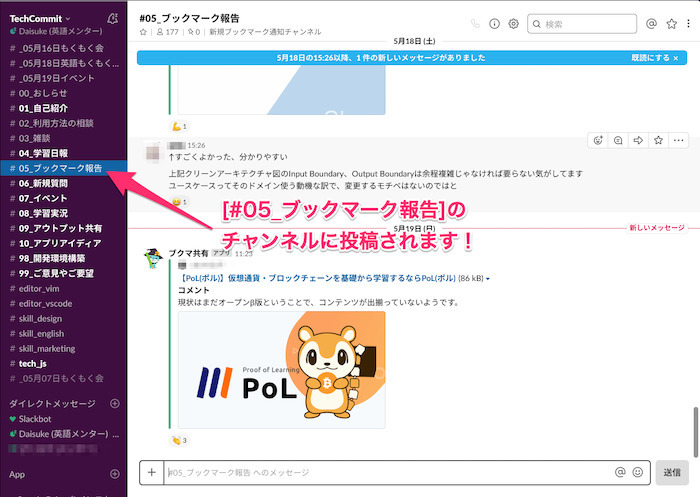 TechCommit
Daisuke (英語メンター)
# _05月16日もくもく会
# _05月18日英語もくもく...
# _05月19日イベント
# 00_おしらせ
# 01_自己紹介
# 02_利用方法の相談
# 03_雑談
# 04_学習日報
# 05_ブックマーク報告
# 06_新規質問
# 07_イベント
# 08_学習実況
# 09_アウトプット共有
# 10_アプリアイディア
# 98_開発環境構築
# 99_ご意見やご要望
# editor_vim
# editor_vscode
# skill_design
# skill_english
# skill_marketing
# tech_js
# _05月07日もくもく会
ダイレクトメッセージ
Slackbot
Daisuke (英語メンター) ...
App
#05_ブックマーク報告
177 | 0 | 新規ブックマーク通知チャンネル
検索
5月18日 (土)
5月18日の15:26以降、1 件の新しいメッセージがありました
既読にする ×
1
15:26
↑すごくよかった、分かりやすい
上記クリーンアーキテクチャ図のInput Boundary、Output Boundaryは余程複雑じゃなければ要らない気がしてます
ユースケースってそのドメイン使う動機な訳で、変更するモチベはないのではと
1
[#05_ブックマーク報告]の
チャンネルに投稿されます！
5月19日 (日)
新しいメッセージ
ブクマ共有 アプリ 11:23
【PoL(ポル)】仮想通貨・ブロックチェーンを基礎から学習するならPoL(ポル) (86 kB)
コメント
現状はまだオープンβ版ということで、コンテンツが出揃っていないようです。
Proof of Learning
PoL
3
#05_ブックマーク報告 へのメッセージ
送信